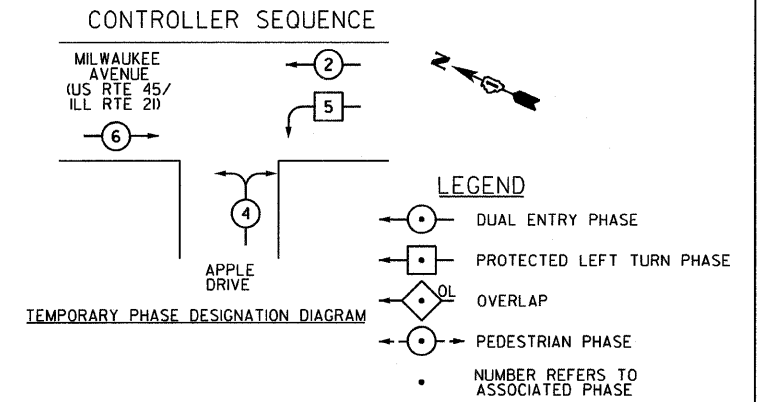 CONTROLLER SEQUENCE
MILWAUKEE
AVENUE
(US RTE 45/
ILL RTE 21)
2
5
6
4
N
APPLE
DRIVE
TEMPORARY PHASE DESIGNATION DIAGRAM
LEGEND
DUAL ENTRY PHASE
PROTECTED LEFT TURN PHASE
OL
OVERLAP
PEDESTRIAN PHASE
NUMBER REFERS TO
ASSOCIATED PHASE